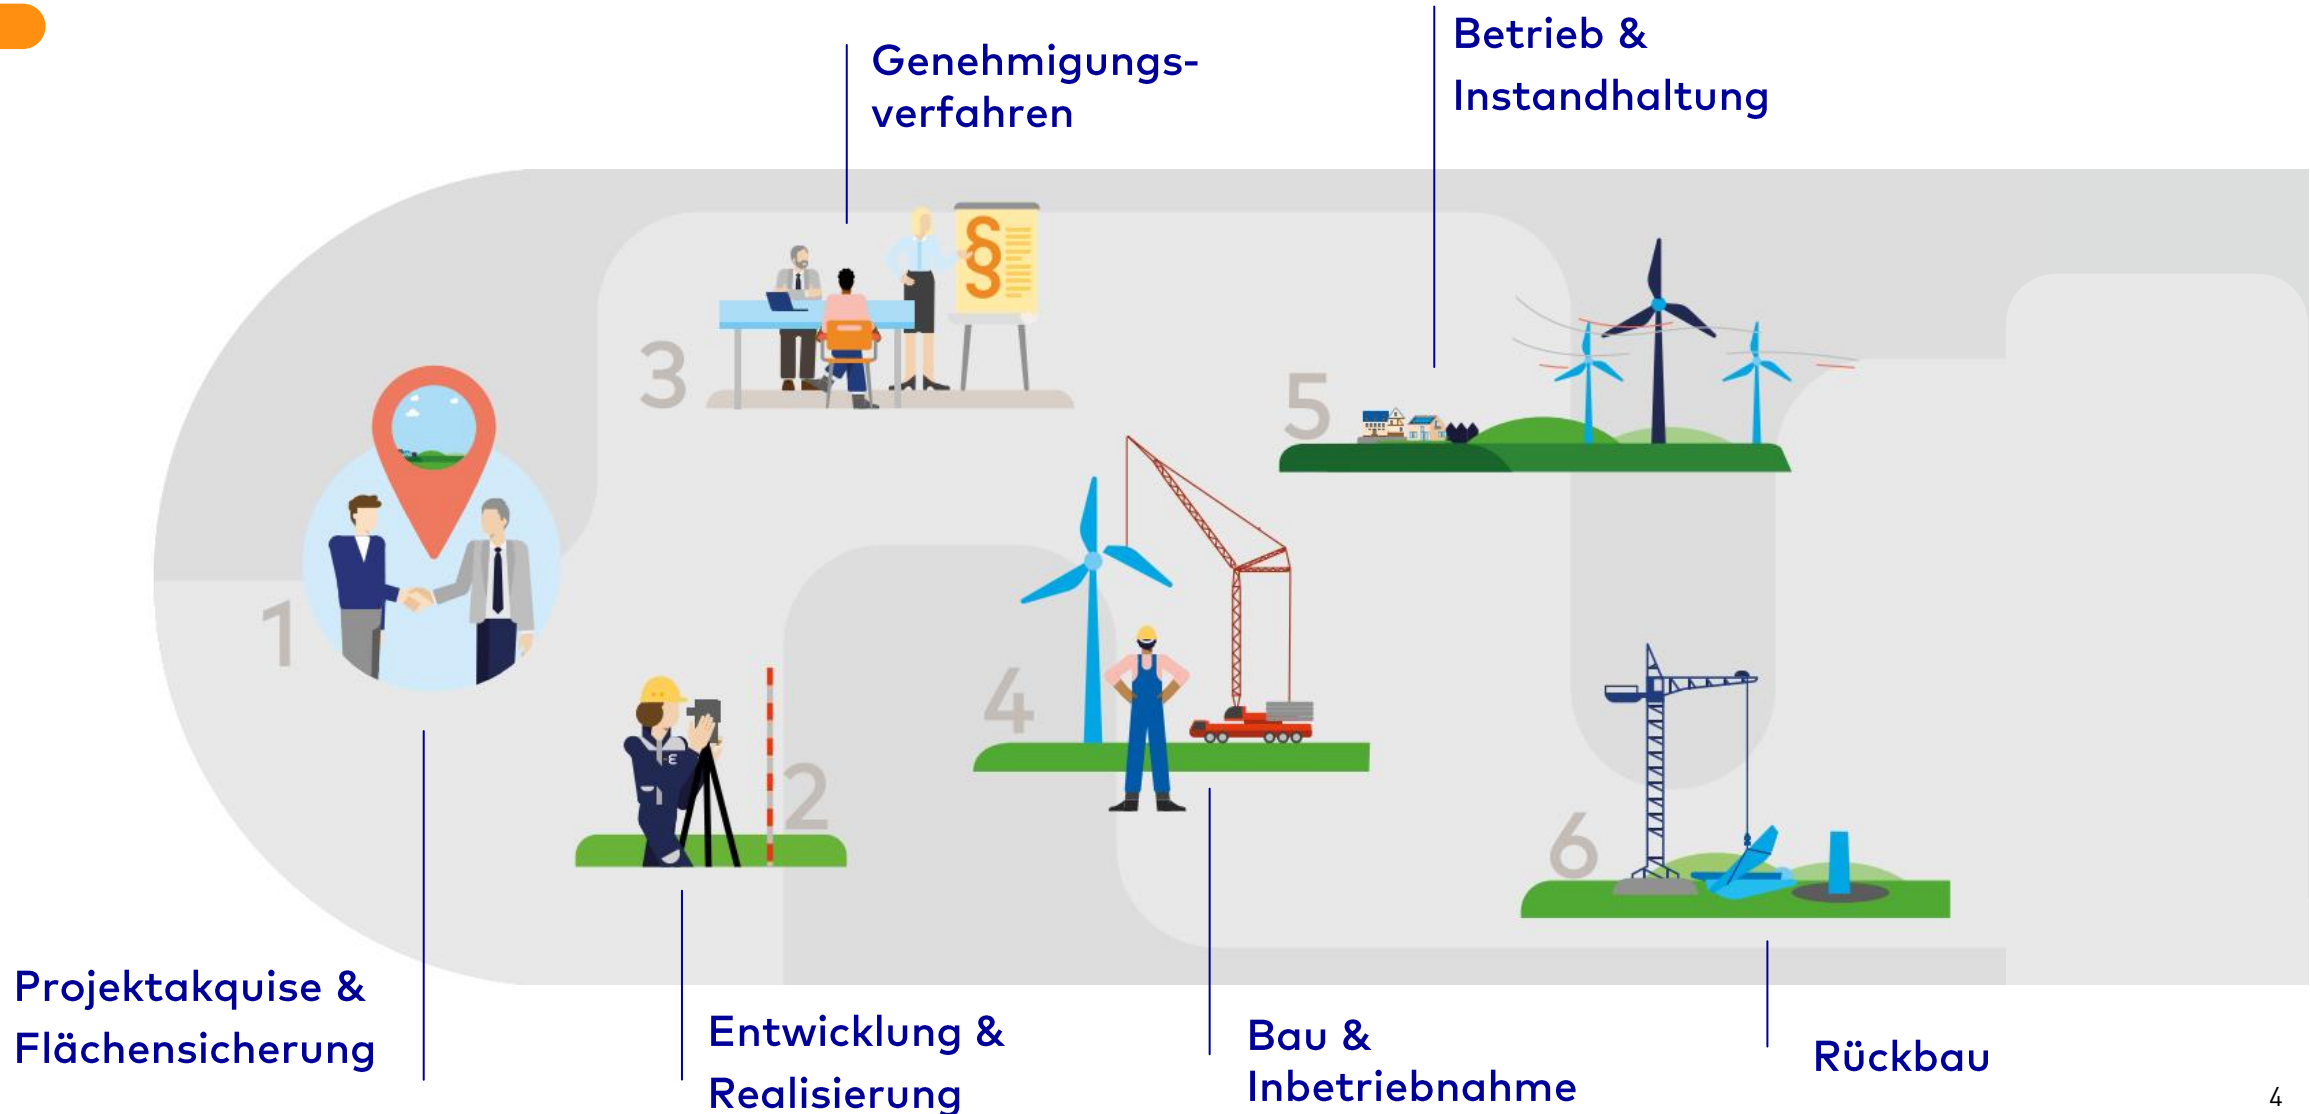 Genehmigungs-
verfahren
Betrieb &
Instandhaltung
3
§
5
1
2
4
6
Projektakquise &
Flächensicherung
Entwicklung &
Realisierung
Bau &
Inbetriebnahme
Rückbau
4